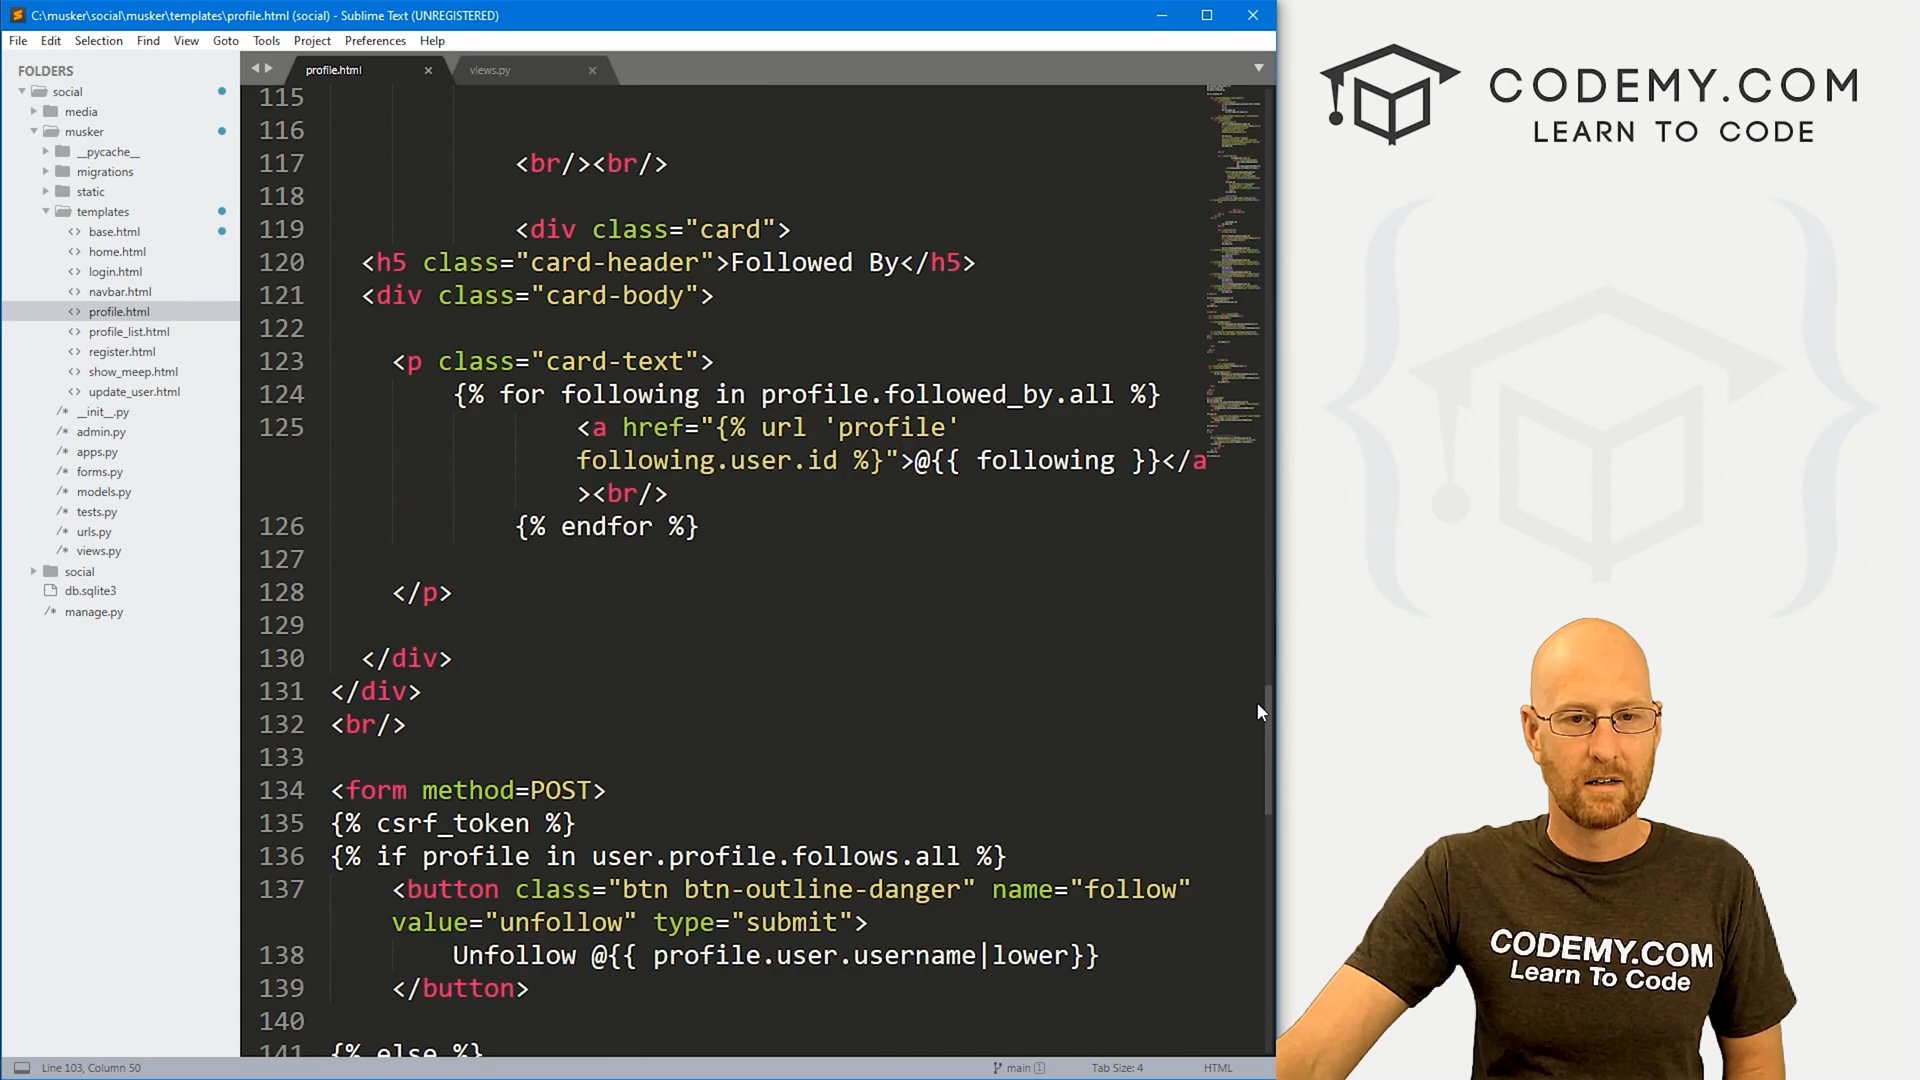 C:\musker\social\musker\templates\profile.html (social) - Sublime Text (UNREGISTERED)
File Edit Selection Find View Goto Tools Project Preferences Help
FOLDERS
social
media
musker
__pycache__
migrations
static
templates
base.html
home.html
login.html
navbar.html
profile.html
profile_list.html
register.html
show_meep.html
update_user.html
__init__.py
admin.py
apps.py
forms.py
models.py
tests.py
urls.py
views.py
social
db.sqlite3
manage.py
profile.html views.py
115
116
117 <br/><br/>
118
119 <div class="card">
120 <h5 class="card-header">Followed By</h5>
121 <div class="card-body">
122
123 <p class="card-text">
124 {% for following in profile.followed_by.all %}
125 <a href="{% url 'profile'
following.user.id %}">@{{ following }}</a
><br/>
126 {% endfor %}
127
128 </p>
129
130 </div>
131 </div>
132 <br/>
133
134 <form method=POST>
135 {% csrf_token %}
136 {% if profile in user.profile.follows.all %}
137 <button class="btn btn-outline-danger" name="follow"
value="unfollow" type="submit">
138 Unfollow @{{ profile.user.username|lower}}
139 </button>
140
141 {% else %}
Line 103, Column 50 main 1 Tab Size: 4 HTML
CODEMY.COM
LEARN TO CODE
CODEMY.COM
Learn To Code